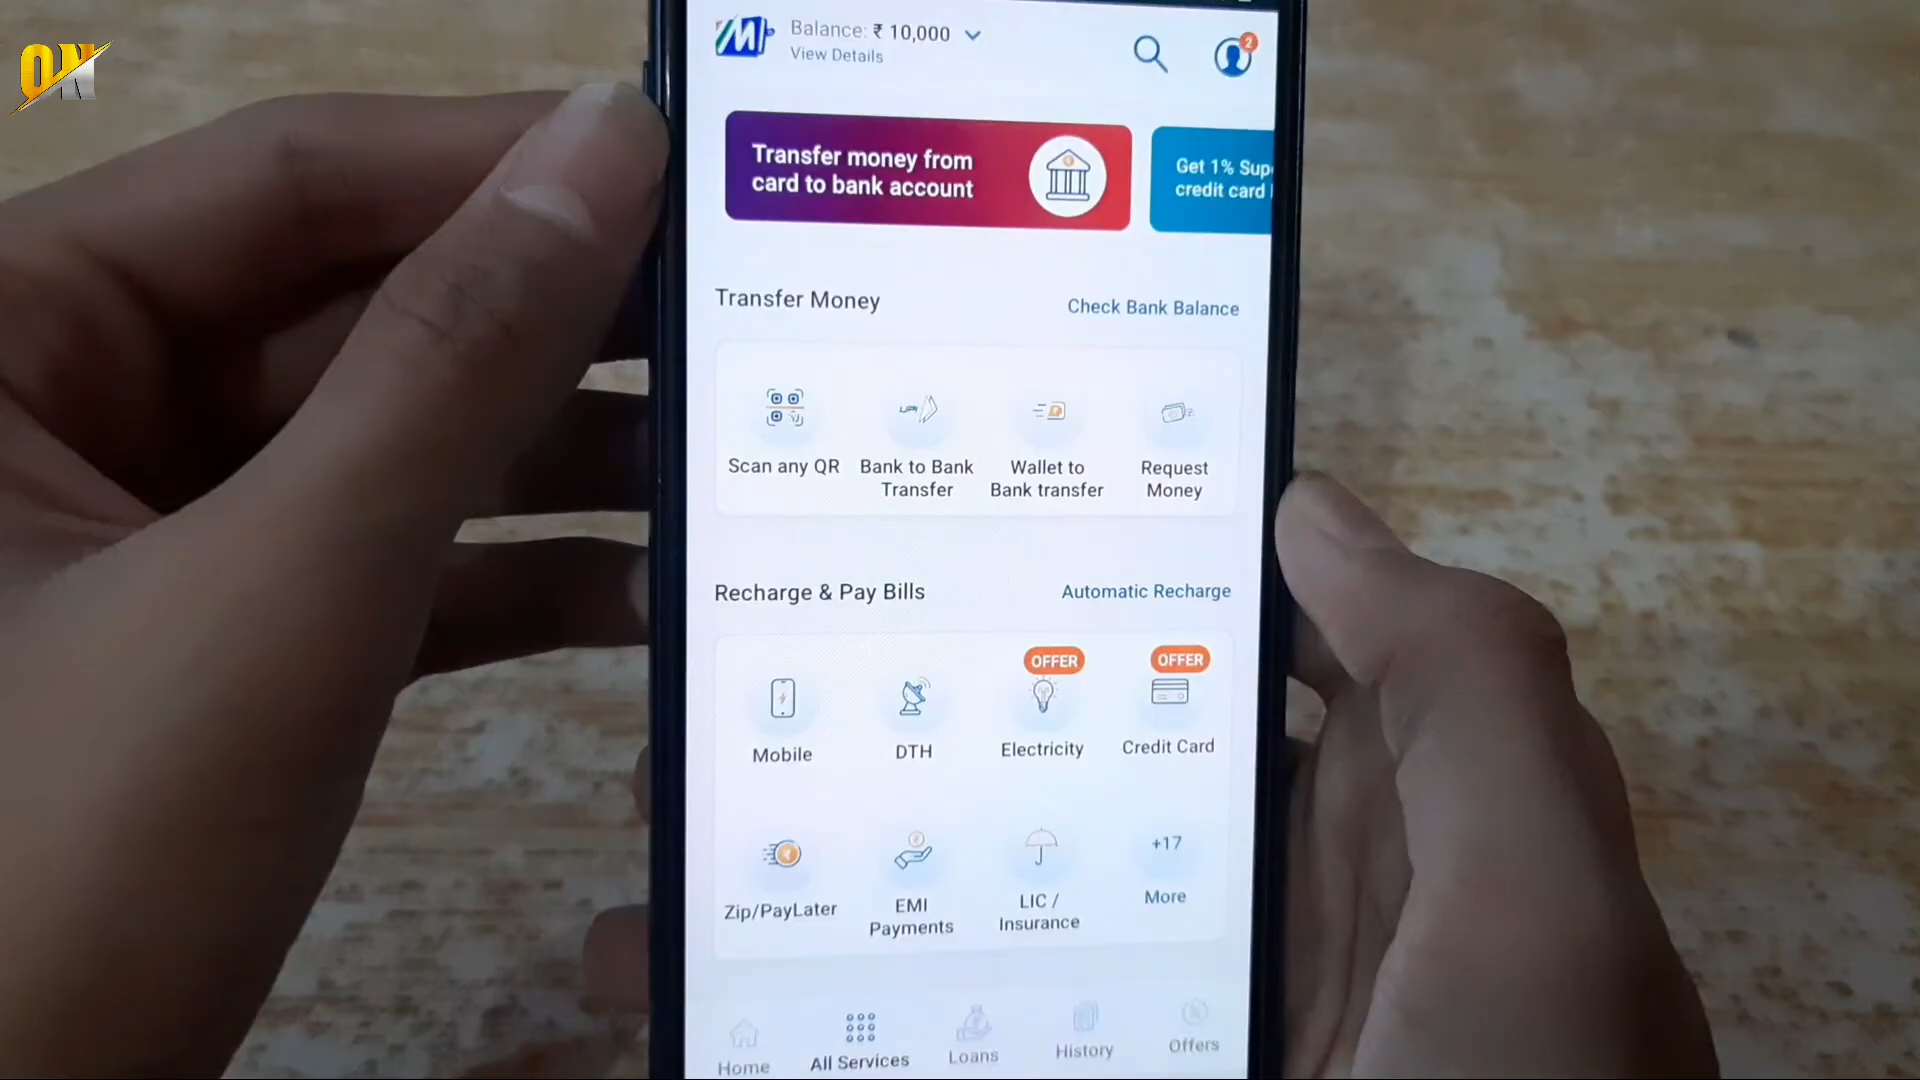 ON
Balance: ₹ 10,000
View Details
2
Transfer money from
card to bank account
Get 1% Sup
credit card
Transfer Money
Check Bank Balance
Scan any QR
Bank to Bank
Transfer
Wallet to
Bank transfer
Request
Money
Recharge & Pay Bills
Automatic Recharge
OFFER
OFFER
Mobile
DTH
Electricity
Credit Card
Zip/PayLater
EMI
Payments
LIC /
Insurance
+17
More
Home
All Services
Loans
History
Offers